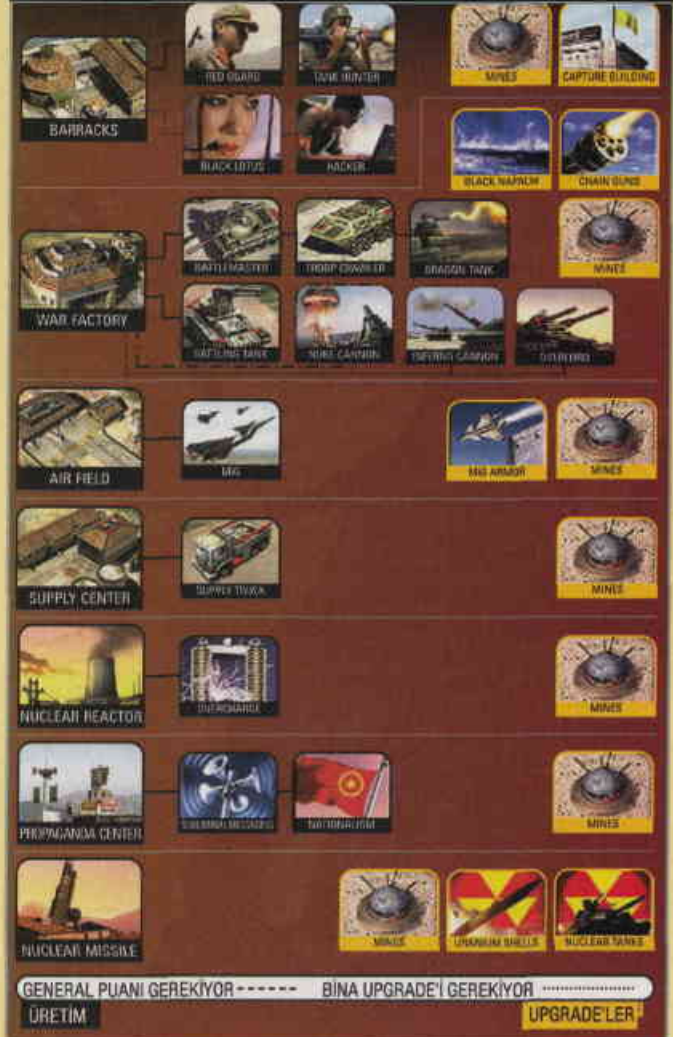 RED GUARD
TANK HUNTER
MINES
CAPTURE BUILDING
BARRACKS
BLACK LOTUS
HACKER
BLACK NAPALM
CHAIN GUNS
BATTLEMASTER
TROOP CRAWLER
DRAGON TANK
MINES
WAR FACTORY
GATTLING TANK
NUKE CANNON
INFERNO CANNON
OVERLORD
AIR FIELD
MIG
MIG ARMOR
MINES
SUPPLY CENTER
SUPPLY TRUCK
MINES
NUCLEAR REACTOR
OVERCHARGE
MINES
PROPAGANDA CENTER
SUBLIMINAL MESSAGING
NATIONALISM
MINES
NUCLEAR MISSILE
MINES
URANIUM SHELLS
NUCLEAR TANKS
GENERAL PUANI GEREKİYOR ------ BİNA UPGRADE'İ GEREKİYOR ..................
ÜRETİM
UPGRADE'LER